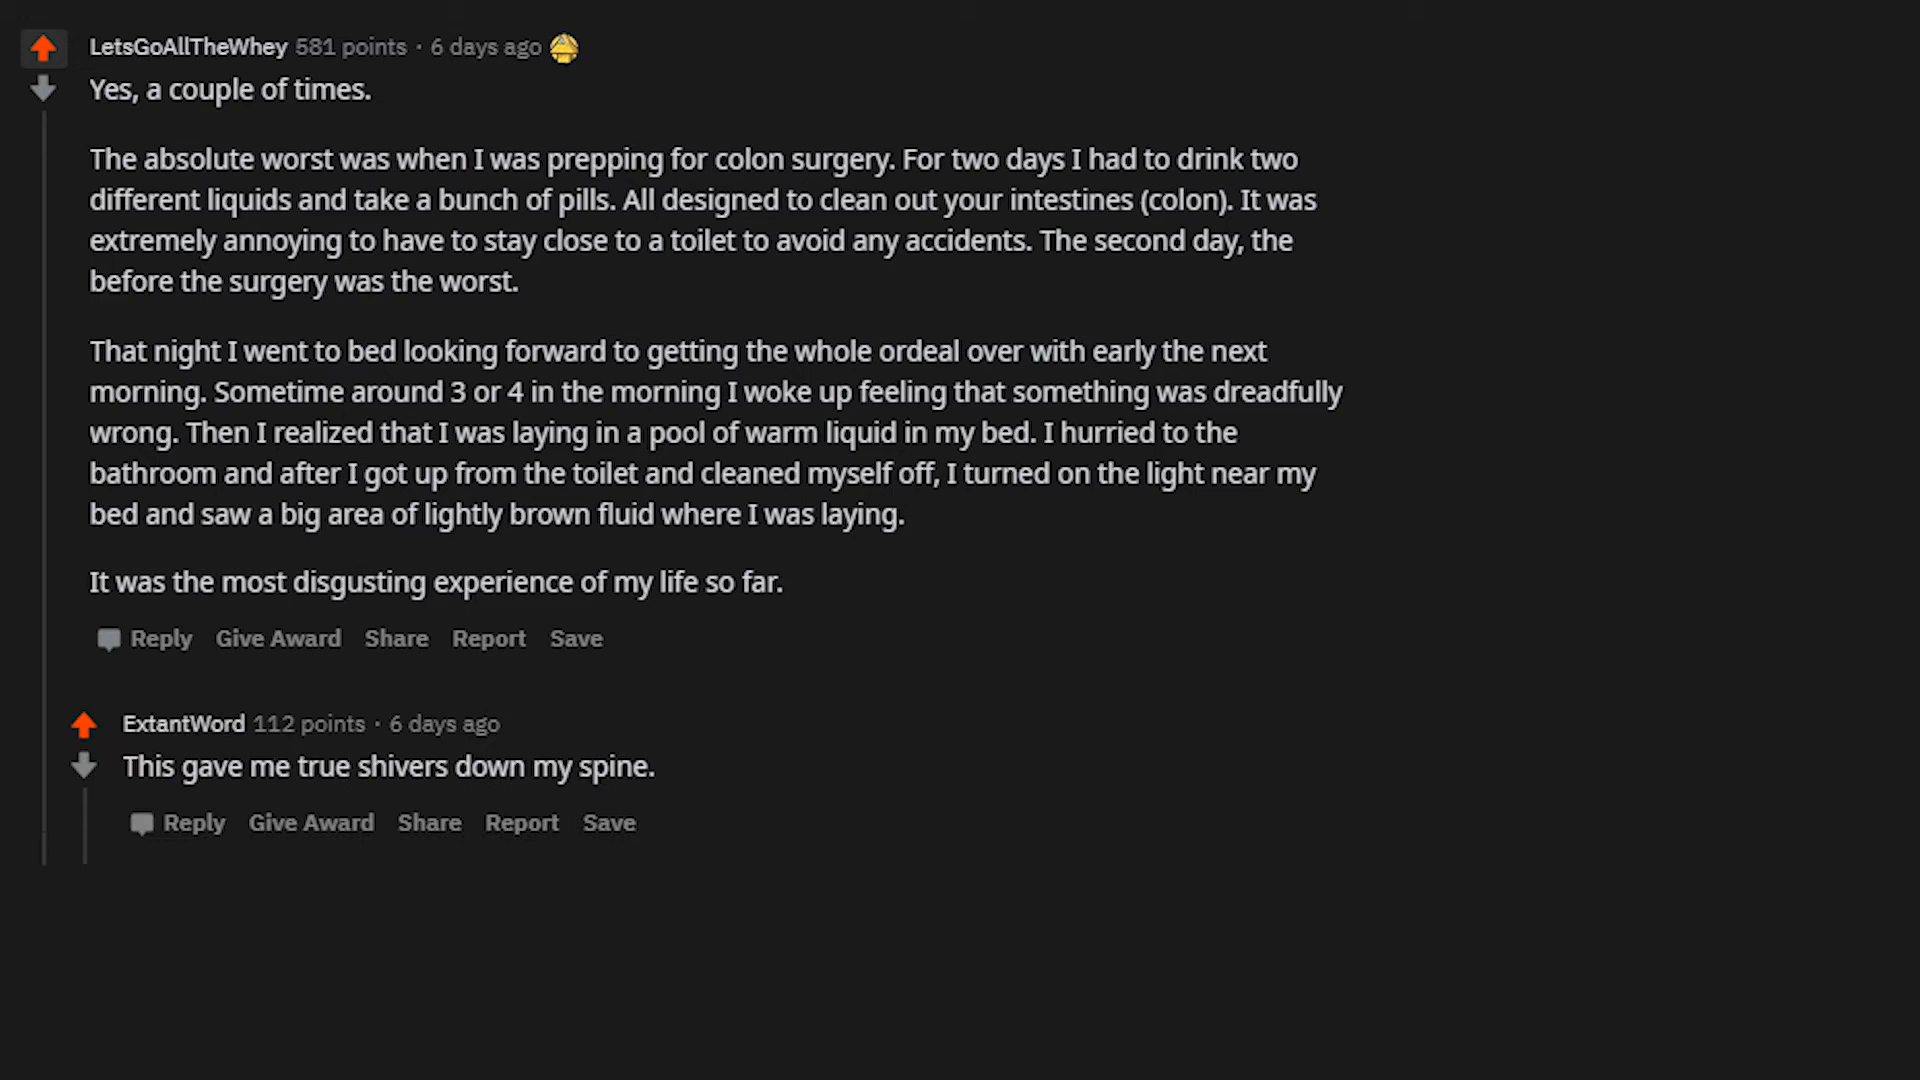 LetsGoAllTheWhey 581 points · 6 days ago
Yes, a couple of times.
The absolute worst was when I was prepping for colon surgery. For two days I had to drink two
different liquids and take a bunch of pills. All designed to clean out your intestines (colon). It was
extremely annoying to have to stay close to a toilet to avoid any accidents. The second day, the
before the surgery was the worst.
That night I went to bed looking forward to getting the whole ordeal over with early the next
morning. Sometime around 3 or 4 in the morning I woke up feeling that something was dreadfully
wrong. Then I realized that I was laying in a pool of warm liquid in my bed. I hurried to the
bathroom and after I got up from the toilet and cleaned myself off, I turned on the light near my
bed and saw a big area of lightly brown fluid where I was laying.
It was the most disgusting experience of my life so far.
Reply Give Award Share Report Save
ExtantWord 112 points · 6 days ago
This gave me true shivers down my spine.
Reply Give Award Share Report Save